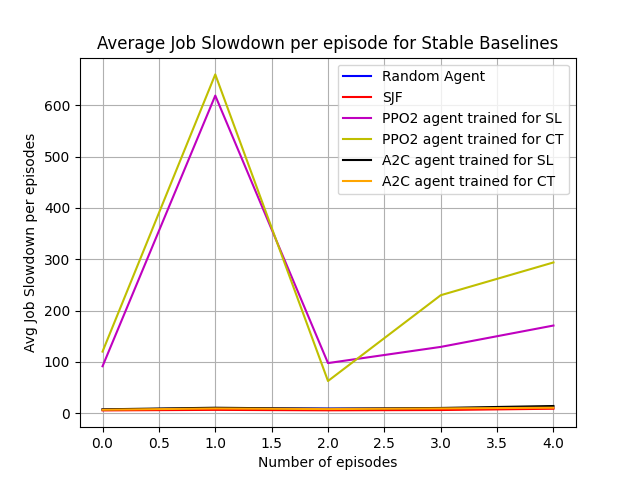 Average Job Slowdown per episode for Stable Baselines
Random Agent
SJF
PPO2 agent trained for SL
PPO2 agent trained for CT
A2C agent trained for SL
A2C agent trained for CT
Avg Job Slowdown per episodes
600
500
400
300
200
100
0
0.0 0.5 1.0 1.5 2.0 2.5 3.0 3.5 4.0
Number of episodes